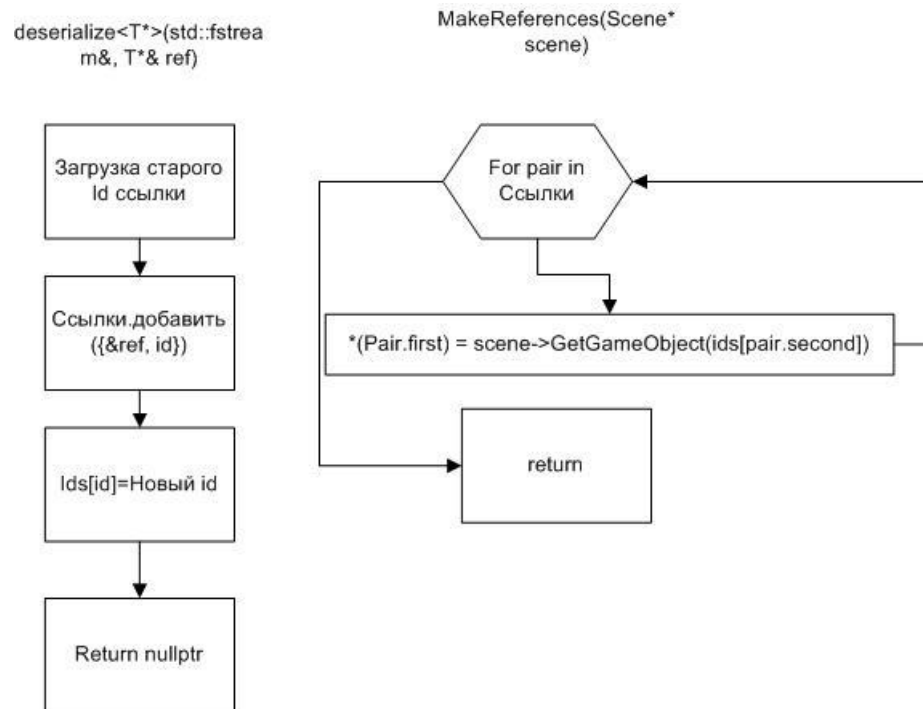 deserialize<T*>(std::fstrea
m&, T*& ref)
Загрузка старого
Id ссылки
Ссылки.добавить
({&ref, id})
Ids[id]=Новый id
Return nullptr
MakeReferences(Scene*
scene)
For pair in
Ссылки
*(Pair.first) = scene->GetGameObject(ids[pair.second])
return